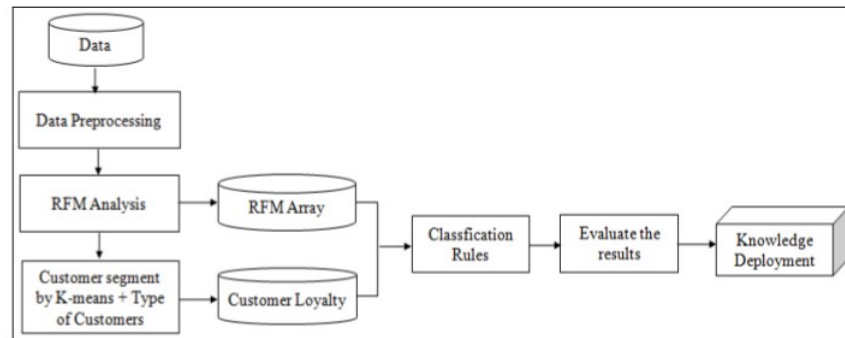 Data
Data Preprocessing
RFM Analysis
RFM Array
Customer segment
by K-means + Type
of Customers
Customer Loyalty
Classfication
Rules
Evaluate the
results
Knowledge
Deployment